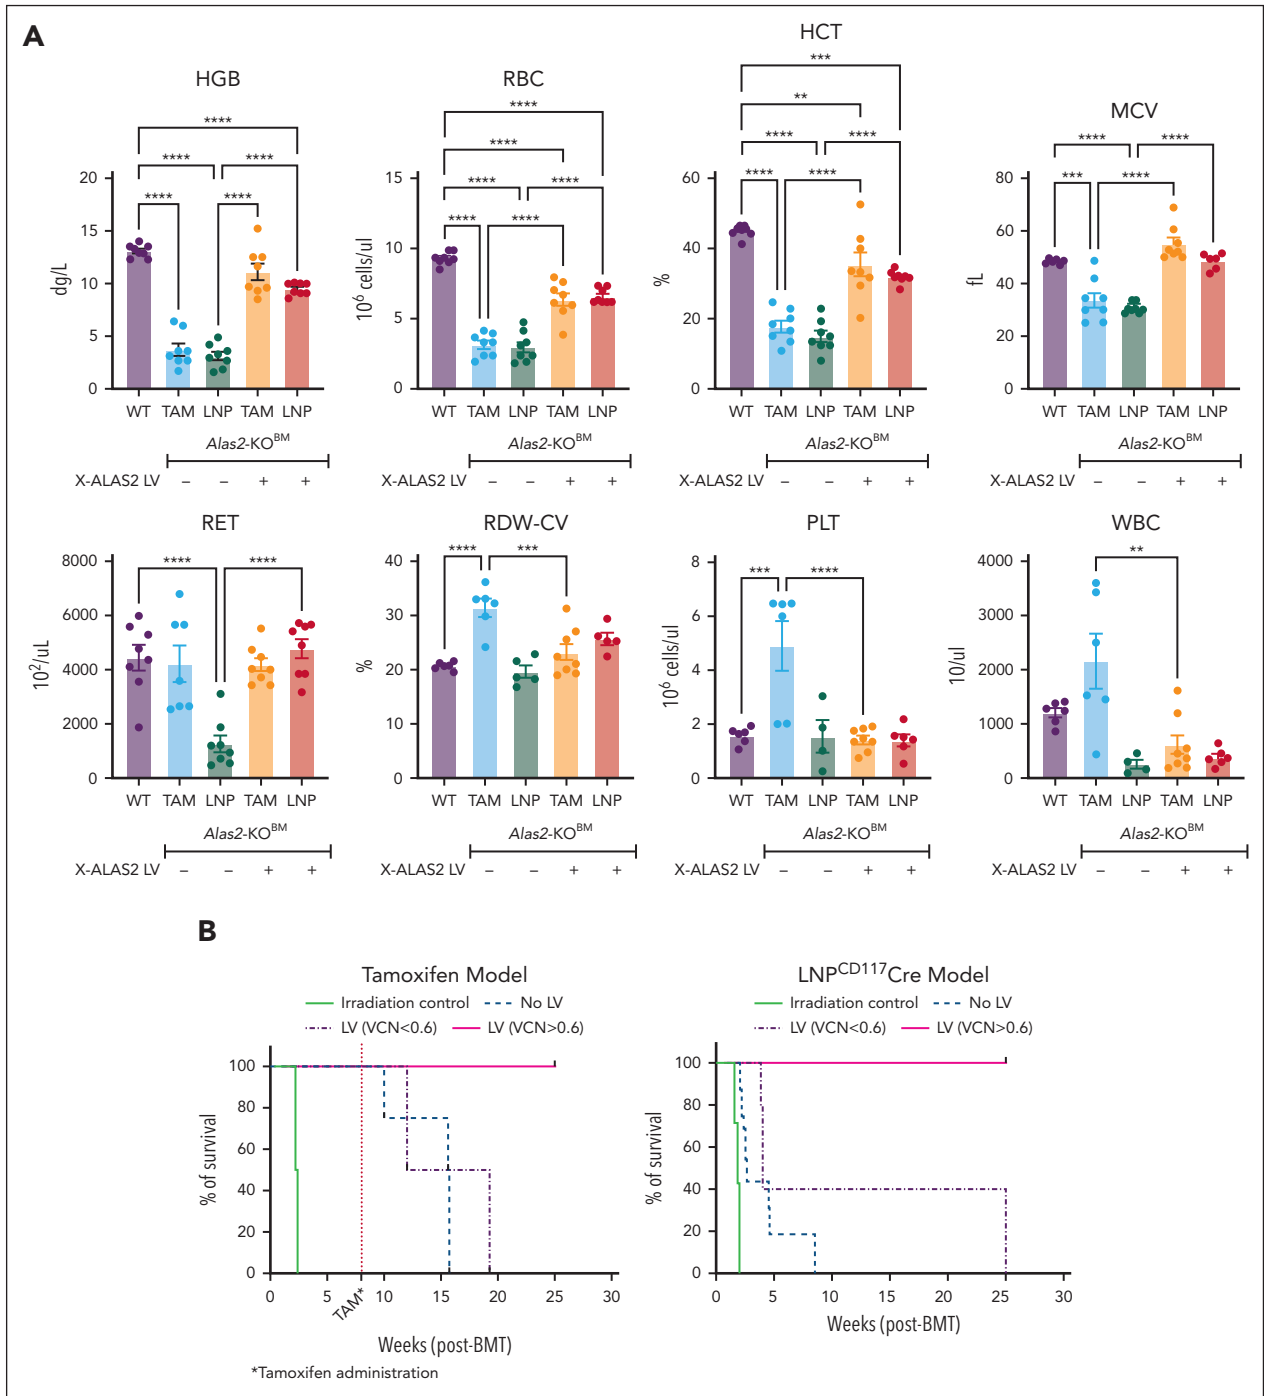 A
HGB
****
****
****
****
****
dg/L
20
15
10
5
0
WT TAM LNP TAM LNP
Alas2-KO^BM
X-ALAS2 LV – – + +
RBC
****
****
****
****
****
****
10^6 cells/ul
15
10
5
0
WT TAM LNP TAM LNP
Alas2-KO^BM
X-ALAS2 LV – – + +
HCT
***
**
****
****
****
****
%
60
40
20
0
WT TAM LNP TAM LNP
Alas2-KO^BM
X-ALAS2 LV – – + +
MCV
****
****
***
****
fL
80
60
40
20
0
WT TAM LNP TAM LNP
Alas2-KO^BM
X-ALAS2 LV – – + +
RET
****
****
10^2/uL
8000
6000
4000
2000
0
WT TAM LNP TAM LNP
Alas2-KO^BM
X-ALAS2 LV – – + +
RDW-CV
****
***
%
40
30
20
10
0
WT TAM LNP TAM LNP
Alas2-KO^BM
X-ALAS2 LV – – + +
PLT
***
****
10^6 cells/ul
8
6
4
2
0
WT TAM LNP TAM LNP
Alas2-KO^BM
X-ALAS2 LV – – + +
WBC
**
10/ul
4000
3000
2000
1000
0
WT TAM LNP TAM LNP
Alas2-KO^BM
X-ALAS2 LV – – + +
B
Tamoxifen Model
Irradiation control No LV
LV (VCN<0.6) LV (VCN>0.6)
% of survival
100
80
60
40
20
0
0 5 10 15 20 25 30
TAM*
Weeks (post-BMT)
*Tamoxifen administration
LNP^CD117Cre Model
Irradiation control No LV
LV (VCN<0.6) LV (VCN>0.6)
% of survival
100
80
60
40
20
0
0 5 10 15 20 25 30
Weeks (post-BMT)